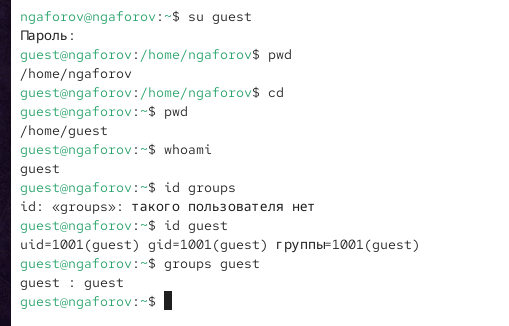 ngaforov@ngaforov:~$ su guest
Пароль:
guest@ngaforov:/home/ngaforov$ pwd
/home/ngaforov
guest@ngaforov:/home/ngaforov$ cd
guest@ngaforov:~$ pwd
/home/guest
guest@ngaforov:~$ whoami
guest
guest@ngaforov:~$ id groups
id: «groups»: такого пользователя нет
guest@ngaforov:~$ id guest
uid=1001(guest) gid=1001(guest) группы=1001(guest)
guest@ngaforov:~$ groups guest
guest : guest
guest@ngaforov:~$